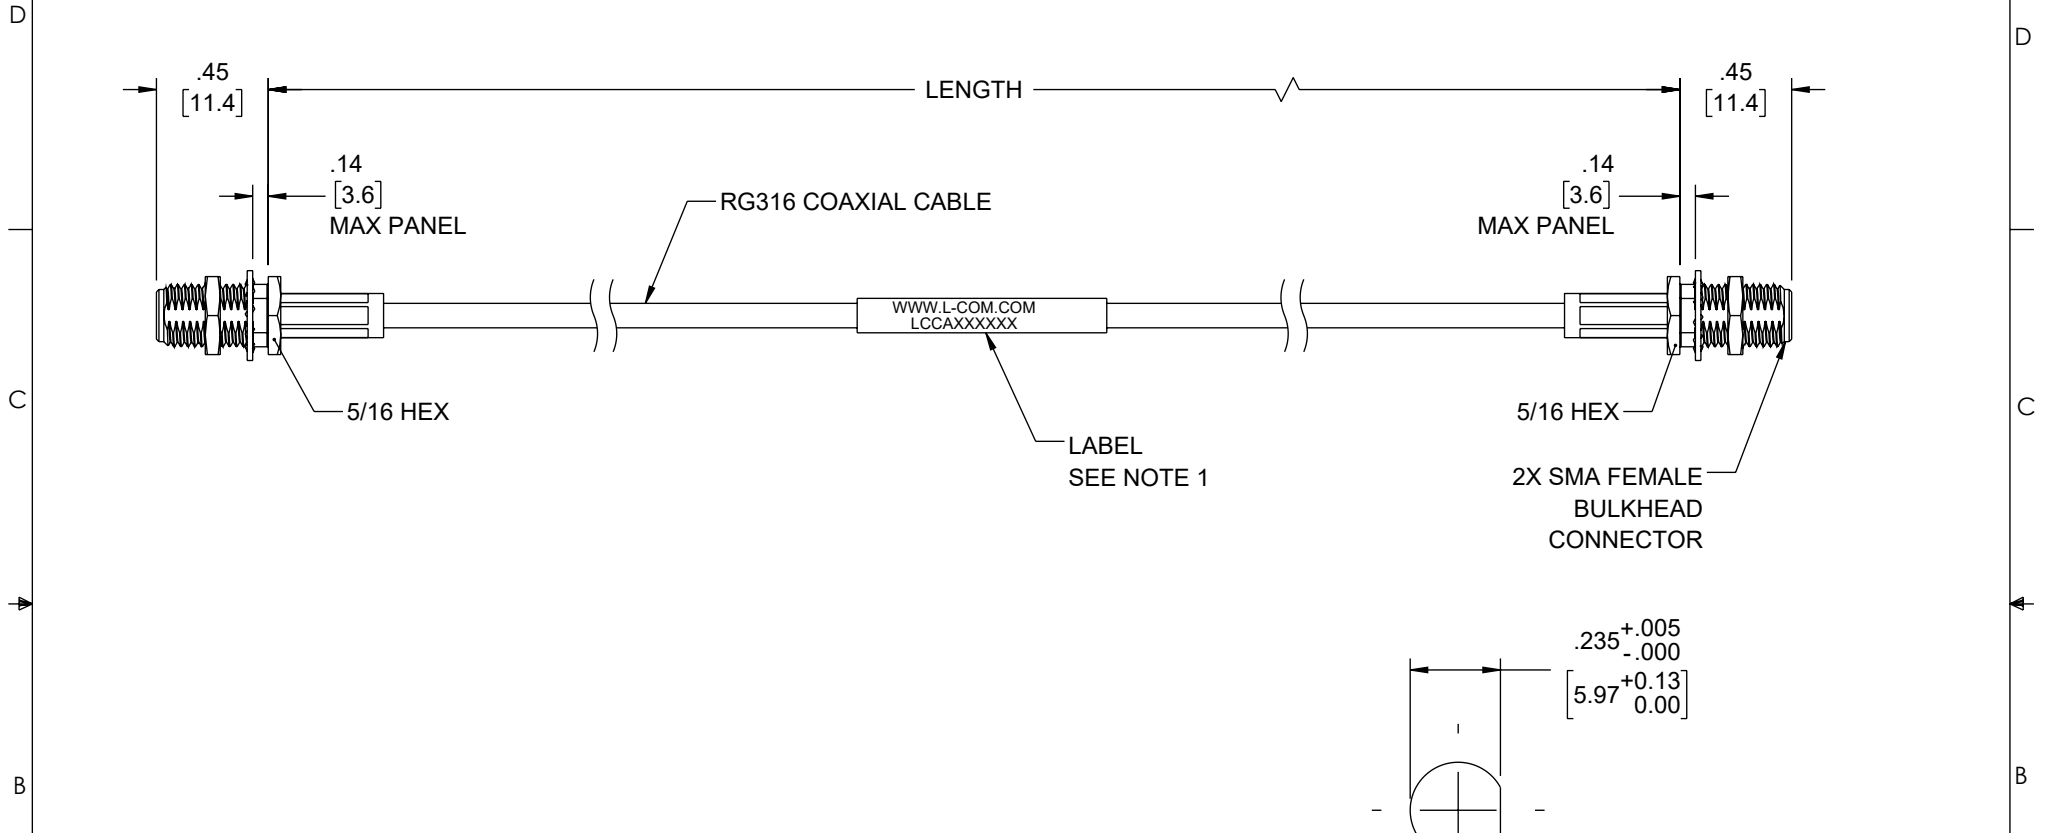 D
D
.45
[11.4]
LENGTH
.45
[11.4]
.14
[3.6]
MAX PANEL
RG316 COAXIAL CABLE
.14
[3.6]
MAX PANEL
WWW.L-COM.COM
LCCAXXXXXX
C
C
5/16 HEX
5/16 HEX
LABEL
SEE NOTE 1
2X SMA FEMALE
BULKHEAD
CONNECTOR
.235 +.005
-.000
[5.97 +0.13
0.00]
B
B